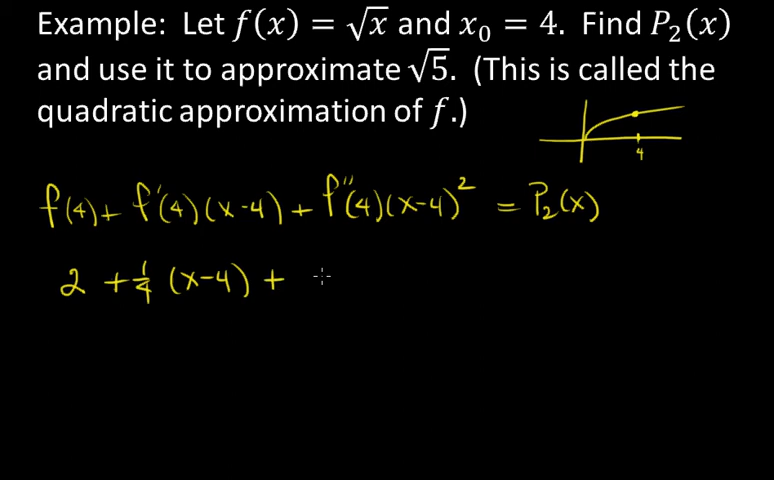 Example: Let f(x) = √x and x₀ = 4. Find P₂(x)
and use it to approximate √5. (This is called the
quadratic approximation of f.)
4
f(4) + f'(4)(x-4) + f''(4)(x-4)² = P₂(x)
2 + 1/4 (x-4) +